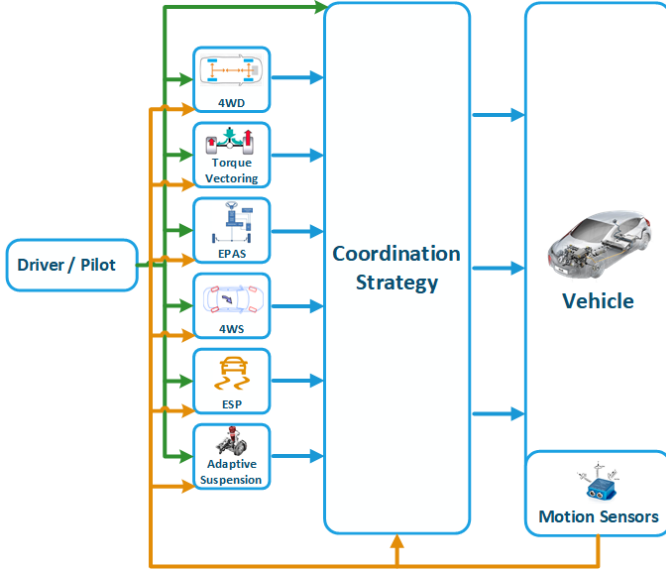 4WD
Torque
Vectoring
EPAS
Driver / Pilot
4WS
ESP
Adaptive
Suspension
Coordination
Strategy
Vehicle
Motion Sensors